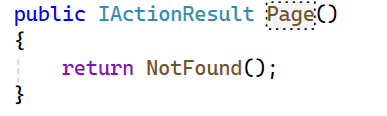 public IActionResult Page()
{
    return NotFound();
}